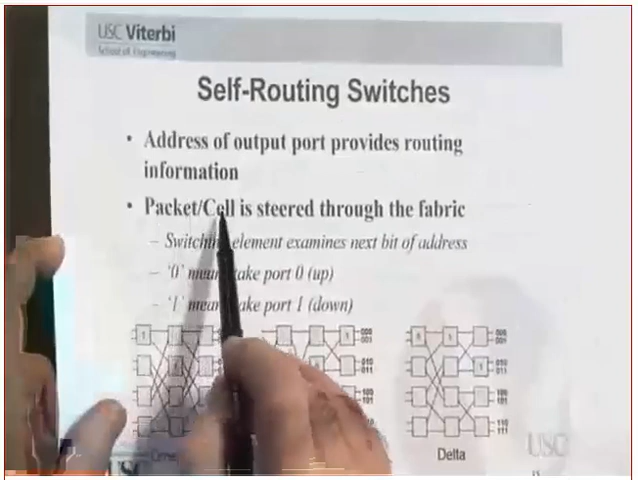 USC Viterbi
School of Engineering
Self-Routing Switches
• Address of output port provides routing
information
• Packet/Cell is steered through the fabric
– Switching element examines next bit of address
– '0' means take port 0 (up)
– '1' means take port 1 (down)
000
001
010
011
100
101
110
111
Delta
USC
USC
15